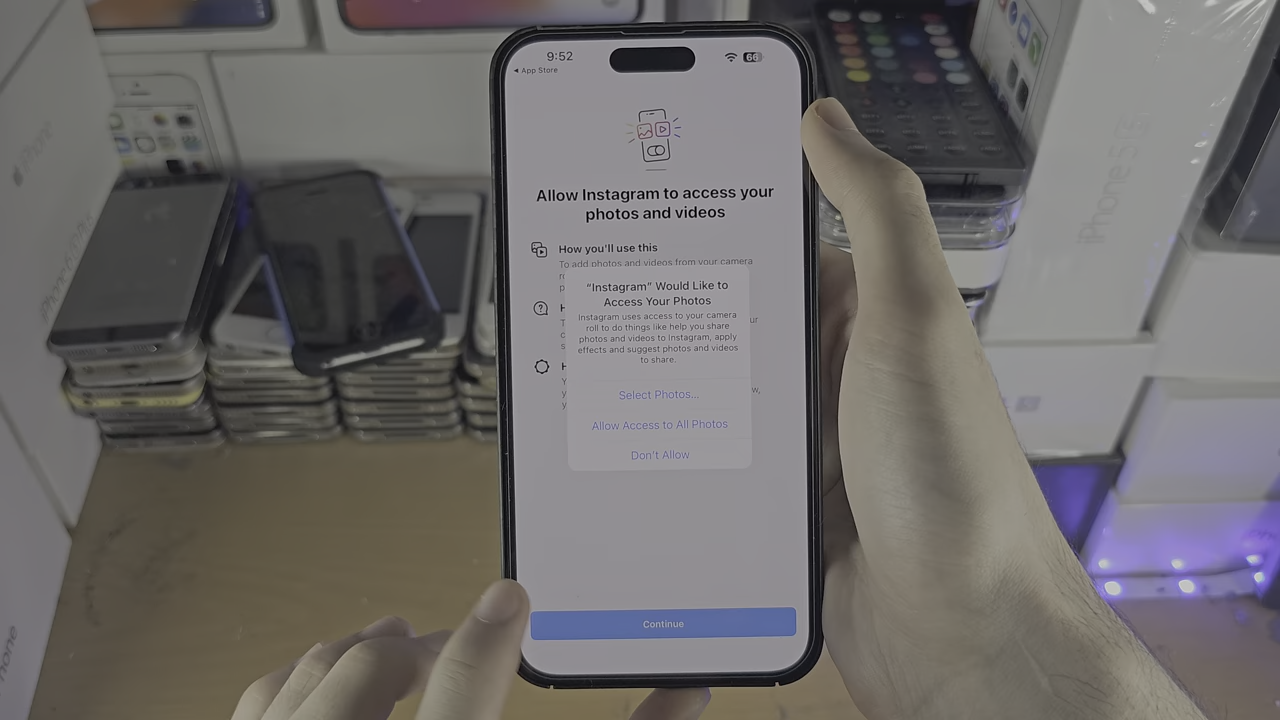 9:52
66
◂ App Store
Allow Instagram to access your
photos and videos
How you'll use this
To add photos and videos from your camera
"Instagram" Would Like to
Access Your Photos
Instagram uses access to your camera
roll to do things like help you share
photos and videos to Instagram, apply
effects and suggest photos and videos
to share.
Select Photos...
Allow Access to All Photos
Don't Allow
Continue
iPhone
iPhone 5s